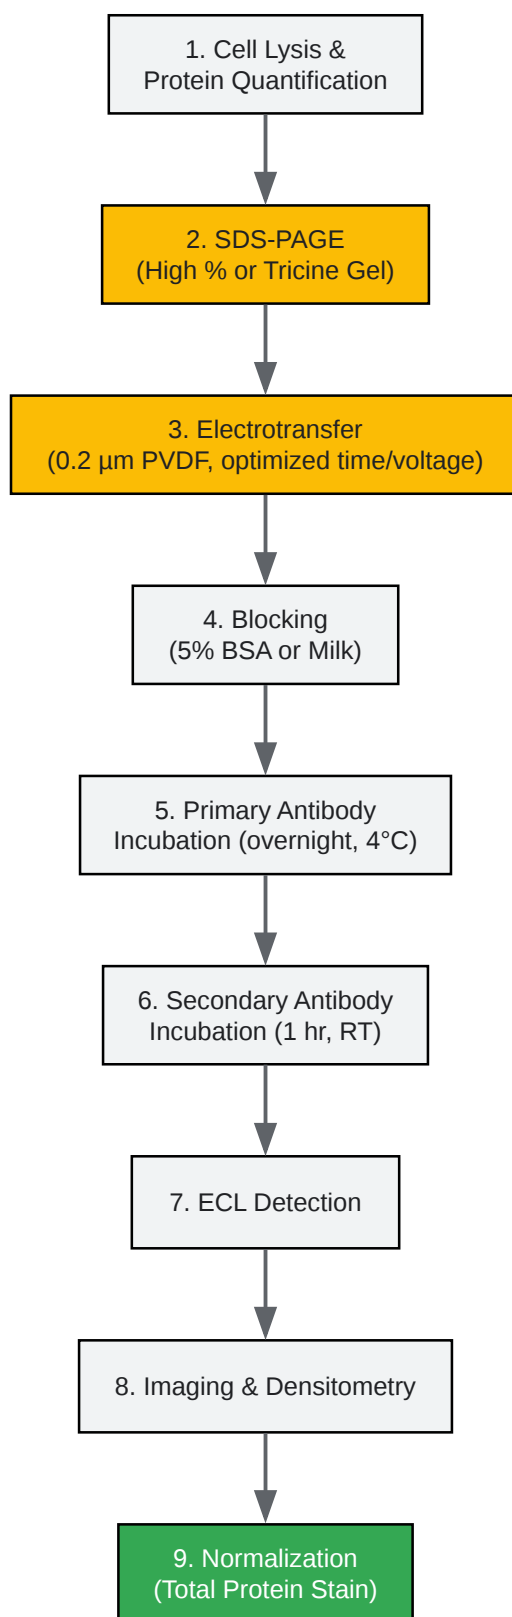 1. Cell Lysis &
Protein Quantification
2. SDS-PAGE
(High % or Tricine Gel)
3. Electrotransfer
(0.2 µm PVDF, optimized time/voltage)
4. Blocking
(5% BSA or Milk)
5. Primary Antibody
Incubation (overnight, 4°C)
6. Secondary Antibody
Incubation (1 hr, RT)
7. ECL Detection
8. Imaging & Densitometry
9. Normalization
(Total Protein Stain)